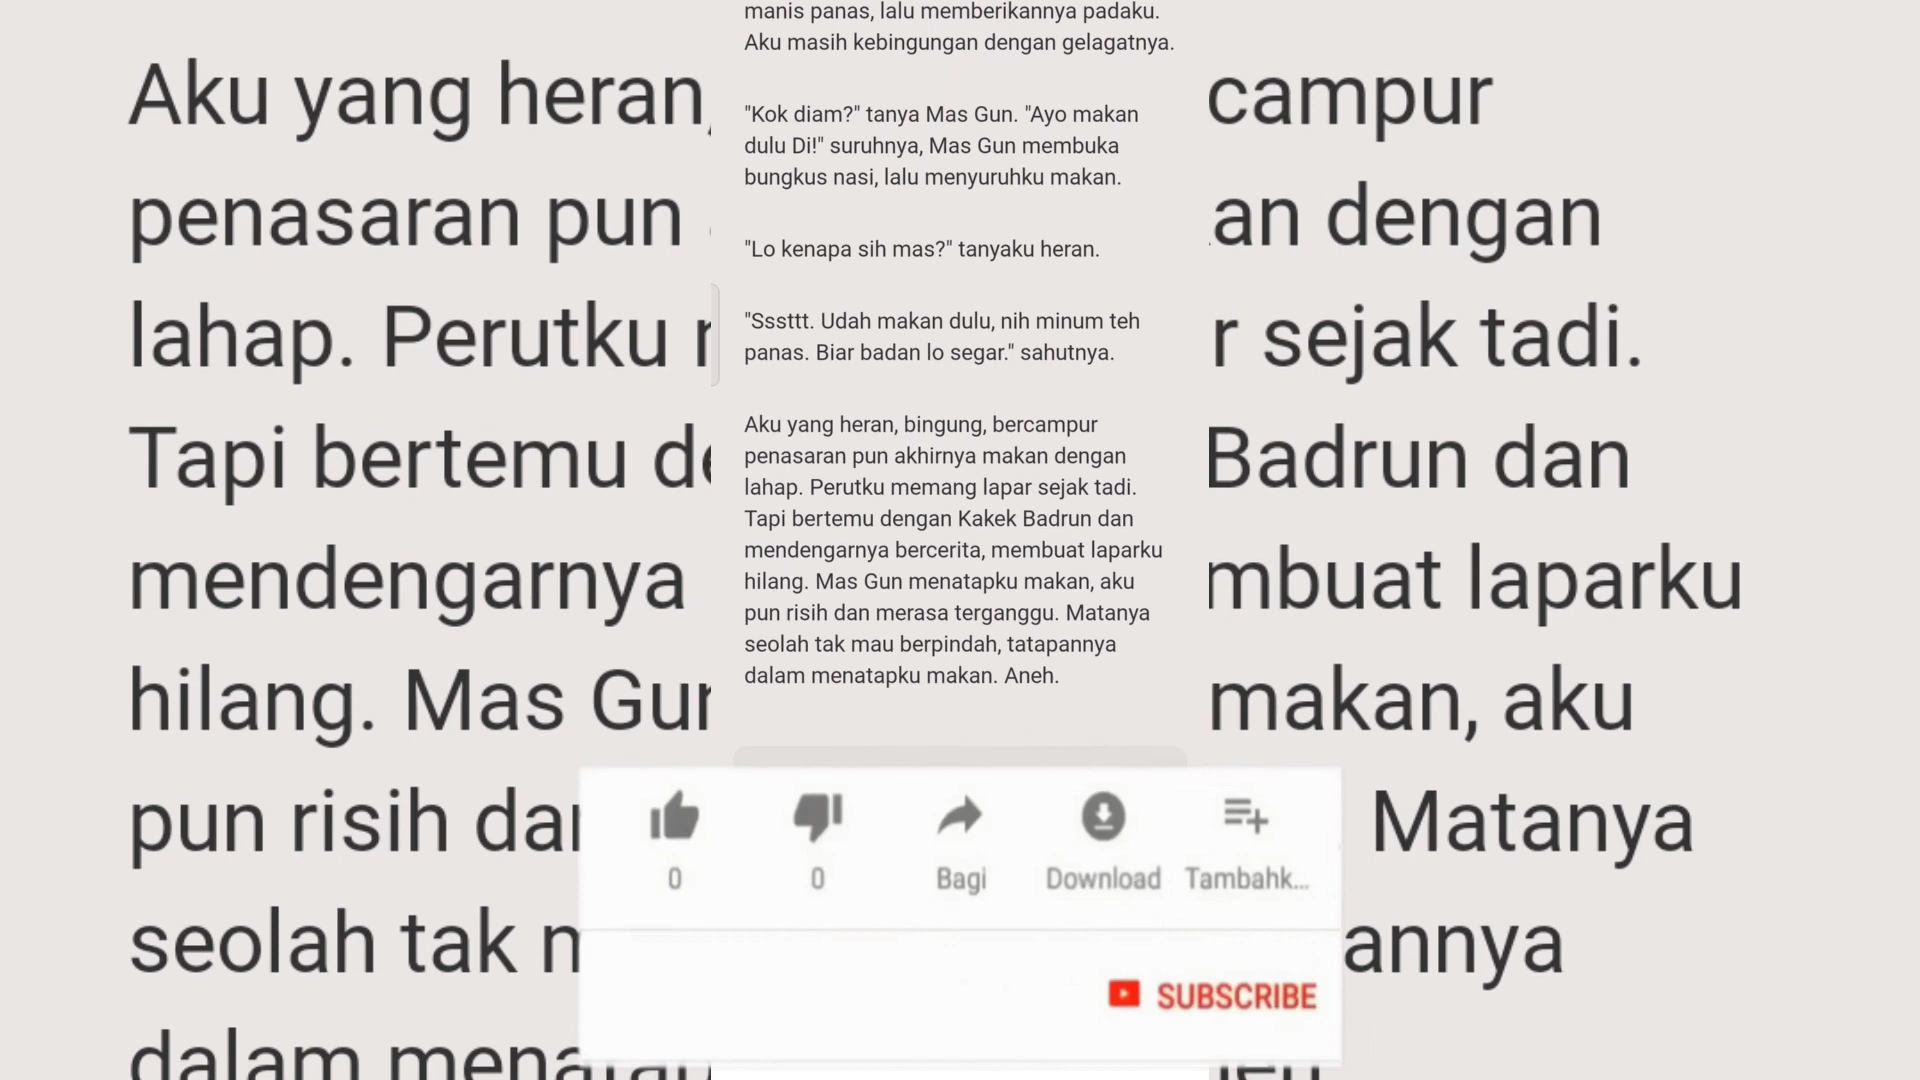 manis panas, lalu memberikannya padaku.
Aku masih kebingungan dengan gelagatnya.
"Kok diam?" tanya Mas Gun. "Ayo makan
dulu Di!" suruhnya, Mas Gun membuka
bungkus nasi, lalu menyuruhku makan.
"Lo kenapa sih mas?" tanyaku heran.
"Sssttt. Udah makan dulu, nih minum teh
panas. Biar badan lo segar." sahutnya.
Aku yang heran, bingung, bercampur
penasaran pun akhirnya makan dengan
lahap. Perutku memang lapar sejak tadi.
Tapi bertemu dengan Kakek Badrun dan
mendengarnya bercerita, membuat laparku
hilang. Mas Gun menatapku makan, aku
pun risih dan merasa terganggu. Matanya
seolah tak mau berpindah, tatapannya
dalam menatapku makan. Aneh.
Aku yang heran, campur
penasaran pun an dengan
lahap. Perutku r sejak tadi.
Tapi bertemu Badrun dan
mendengarnya mbuat laparku
hilang. Mas Gun makan, aku
pun risih dan Matanya
seolah tak annya
dalam
0 0 Bagi Download Tambahk...
SUBSCRIBE